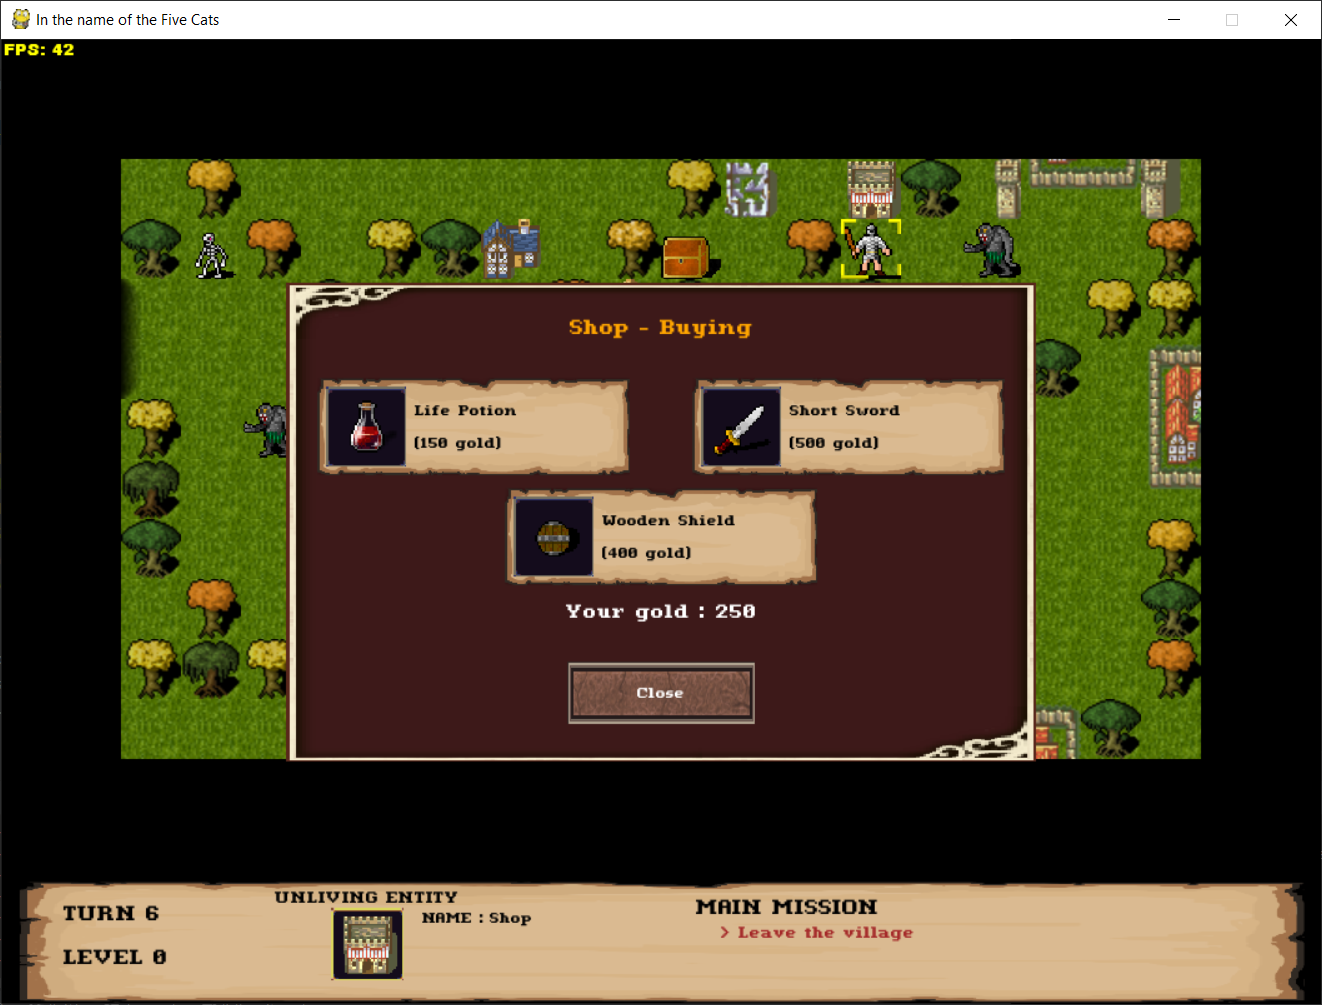 In the name of the Five Cats
FPS: 42
Shop - Buying
Life Potion
(150 gold)
Short Sword
(500 gold)
Wooden Shield
(400 gold)
Your gold : 250
Close
TURN 6
LEVEL 0
UNLIVING ENTITY
NAME : Shop
MAIN MISSION
> Leave the village